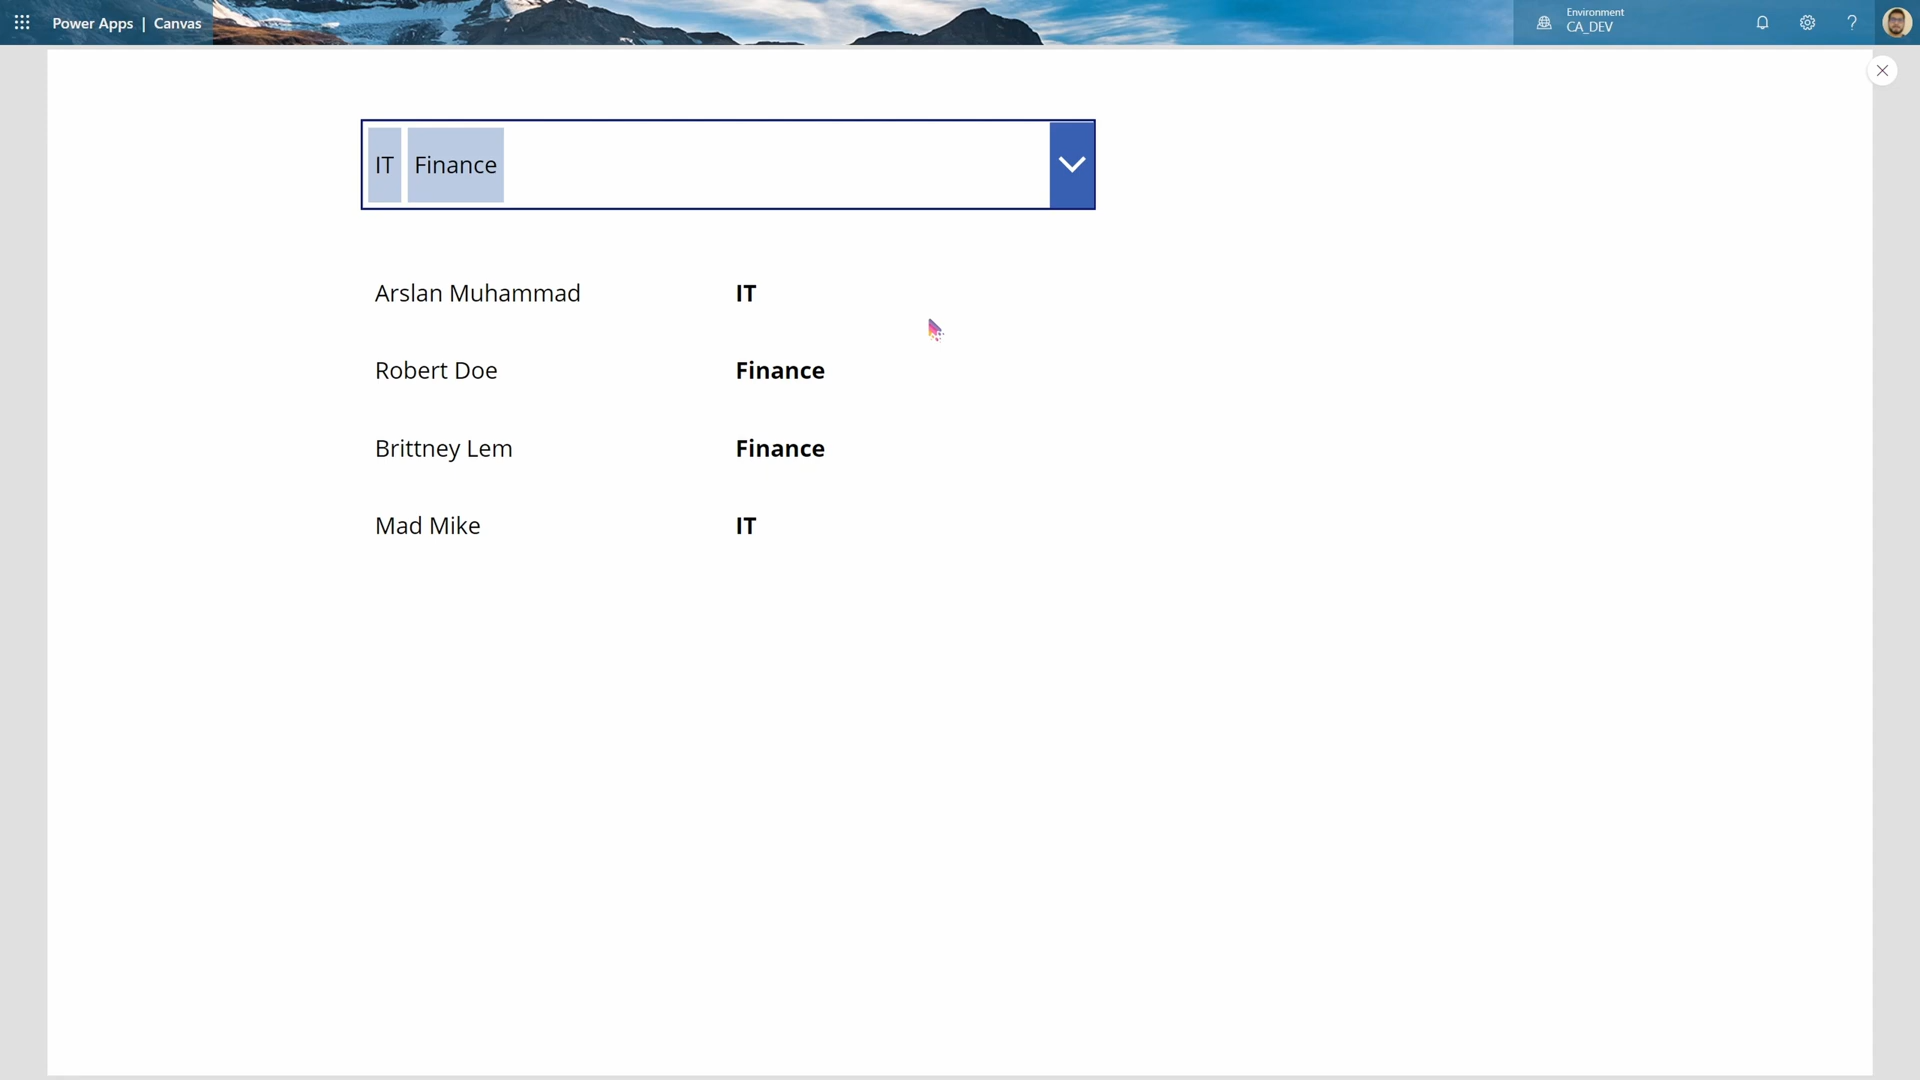 Power Apps | Canvas
Environment
CA_DEV
?
IT Finance
Arslan Muhammad IT
Robert Doe Finance
Brittney Lem Finance
Mad Mike IT